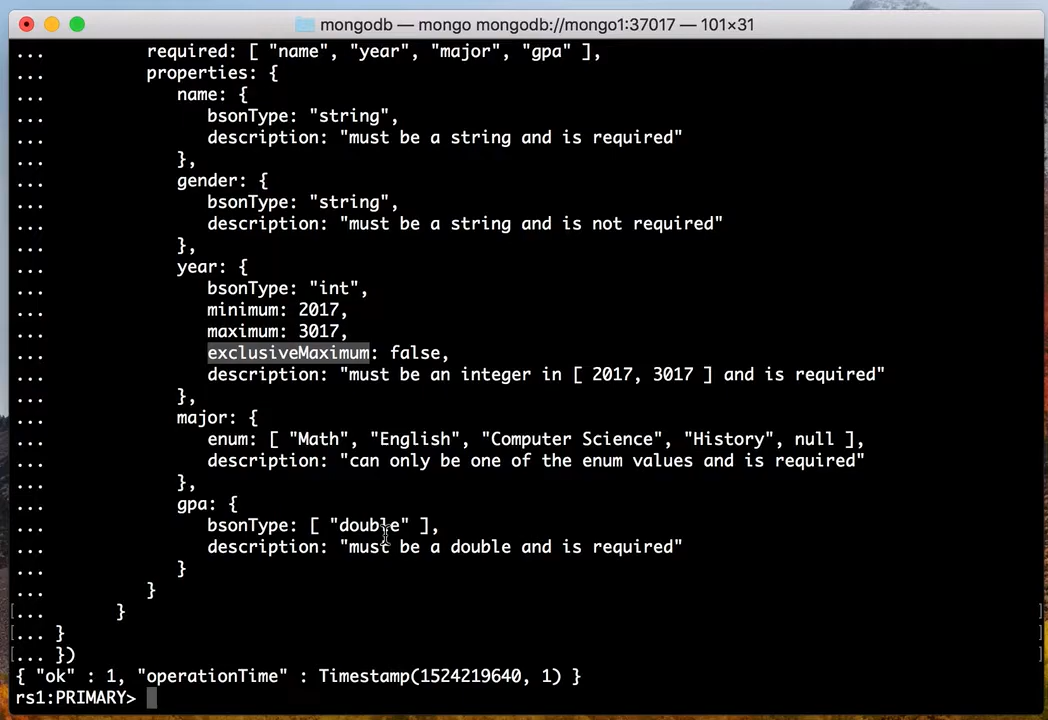 mongodb — mongo mongodb://mongo1:37017 — 101×31
...          required: [ "name", "year", "major", "gpa" ],
...          properties: {
...             name: {
...                bsonType: "string",
...                description: "must be a string and is required"
...             },
...             gender: {
...                bsonType: "string",
...                description: "must be a string and is not required"
...             },
...             year: {
...                bsonType: "int",
...                minimum: 2017,
...                maximum: 3017,
...                exclusiveMaximum: false,
...                description: "must be an integer in [ 2017, 3017 ] and is required"
...             },
...             major: {
...                enum: [ "Math", "English", "Computer Science", "History", null ],
...                description: "can only be one of the enum values and is required"
...             },
...             gpa: {
...                bsonType: [ "double" ],
...                description: "must be a double and is required"
...             }
...          }
[...       }                                                                                           ]
[... }                                                                                                 ]
[... })                                                                                                ]
{ "ok" : 1, "operationTime" : Timestamp(1524219640, 1) }
rs1:PRIMARY>